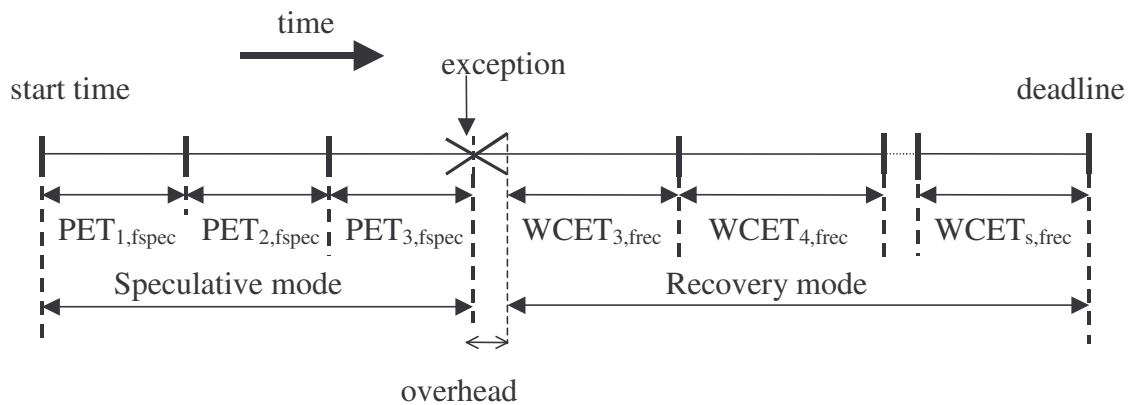 time
exception
start time
deadline
PET1,fspec PET2,fspec PET3,fspec WCET3,frec WCET4,frec WCETs,frec
Speculative mode Recovery mode
overhead